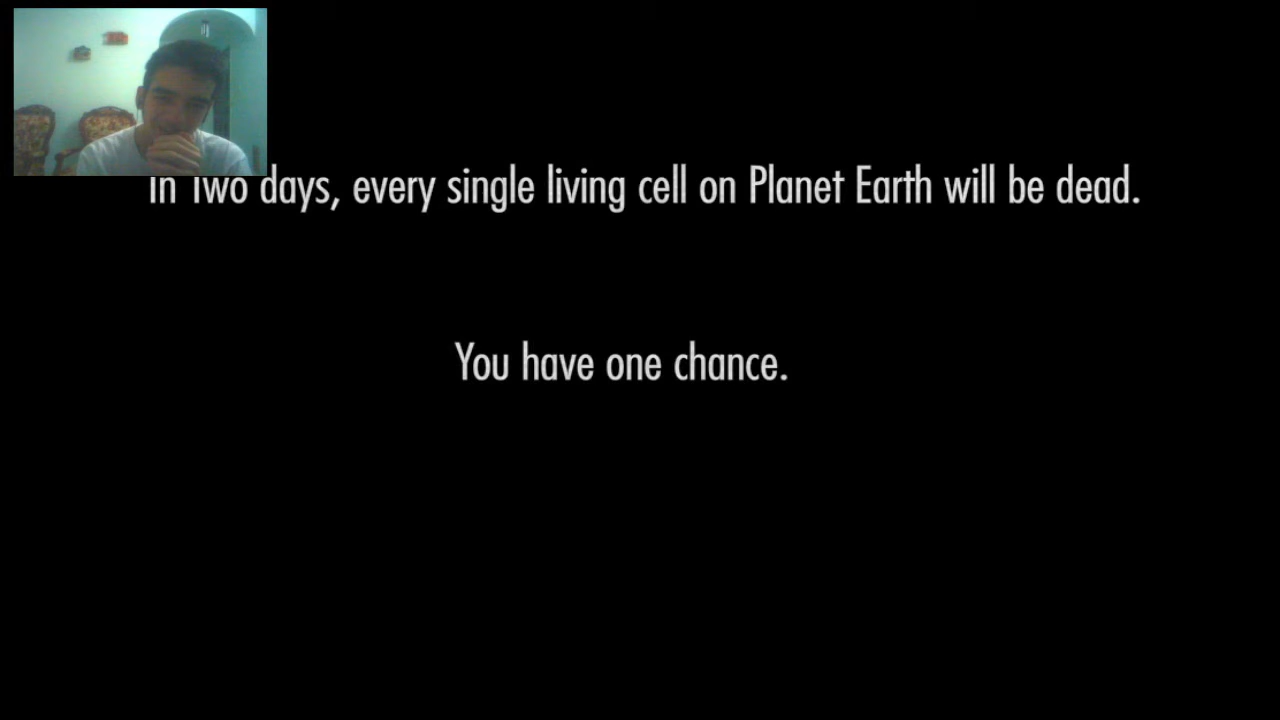 In Two days, every single living cell on Planet Earth will be dead.
You have one chance.